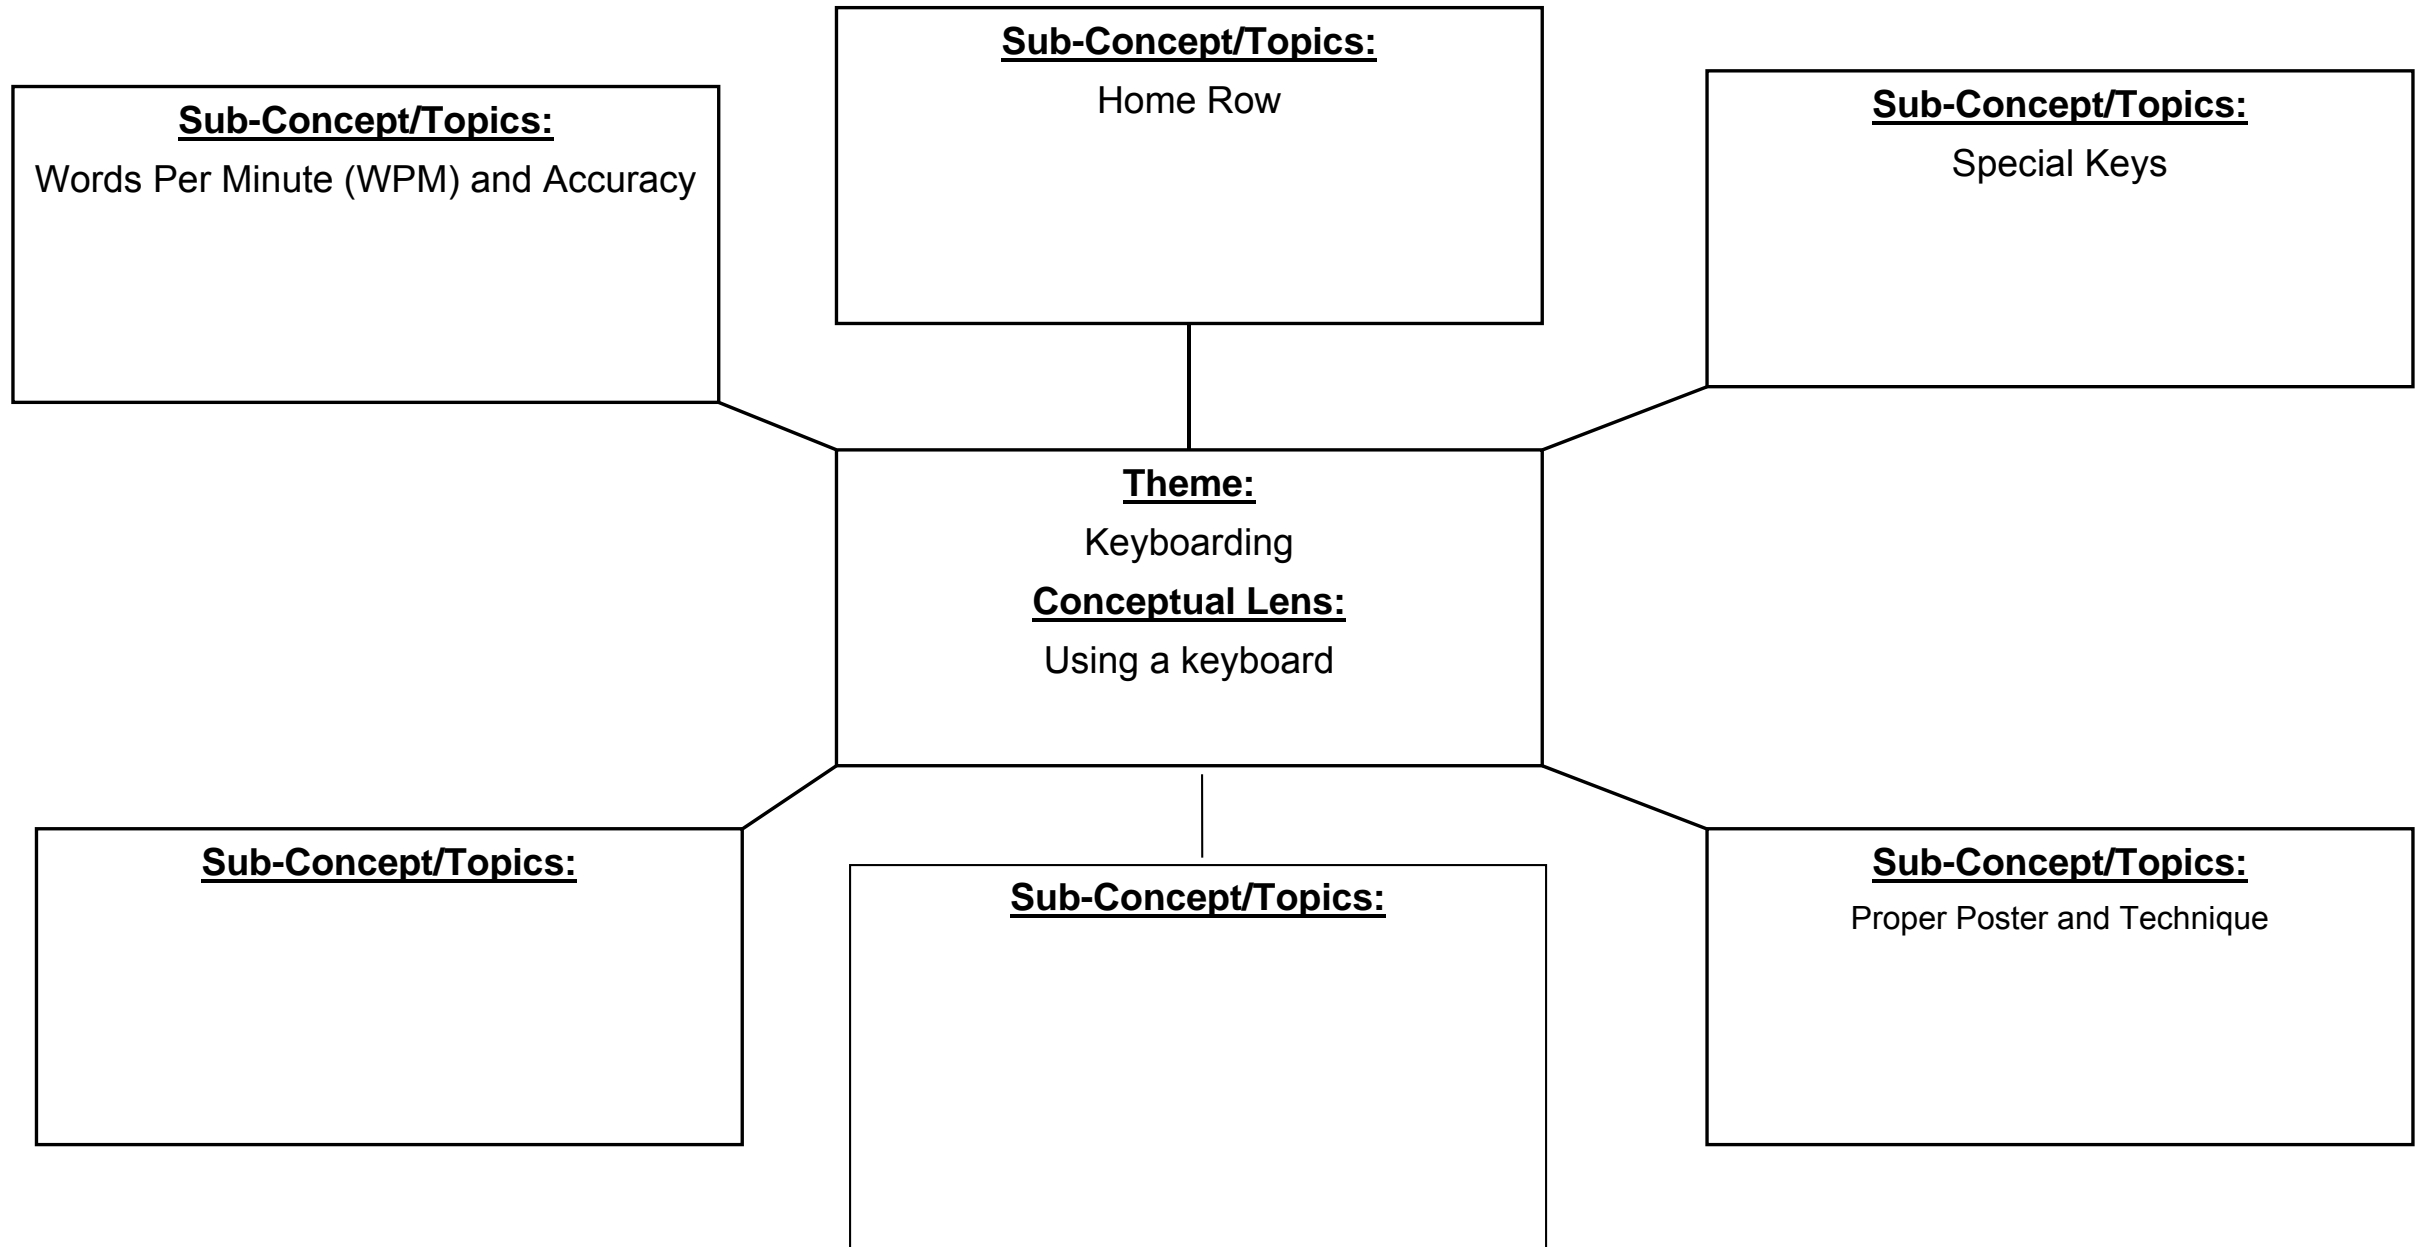 Sub-Concept/Topics:
Words Per Minute (WPM) and Accuracy
Sub-Concept/Topics:
Home Row
Sub-Concept/Topics:
Special Keys
Theme:
Keyboarding
Conceptual Lens:
Using a keyboard
Sub-Concept/Topics:
Sub-Concept/Topics:
Sub-Concept/Topics:
Proper Poster and Technique